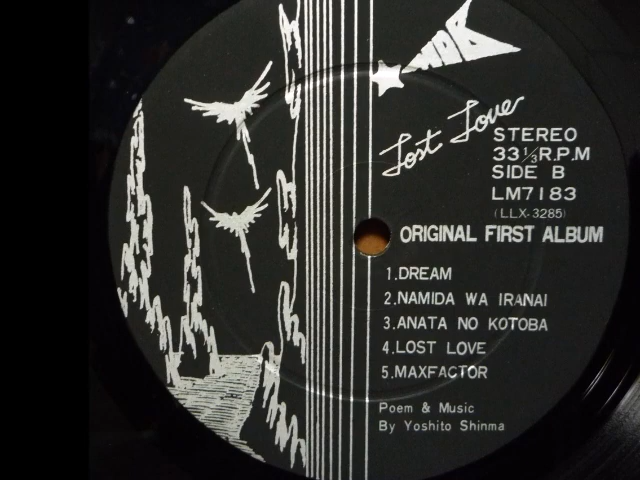 Lost Love
STEREO
33⅓R.P.M
SIDE B
LM7183
(LLX-3285)
ORIGINAL FIRST ALBUM
1.DREAM
2.NAMIDA WA IRANAI
3.ANATA NO KOTOBA
4.LOST LOVE
5.MAXFACTOR
Poem & Music
By Yoshito Shinma